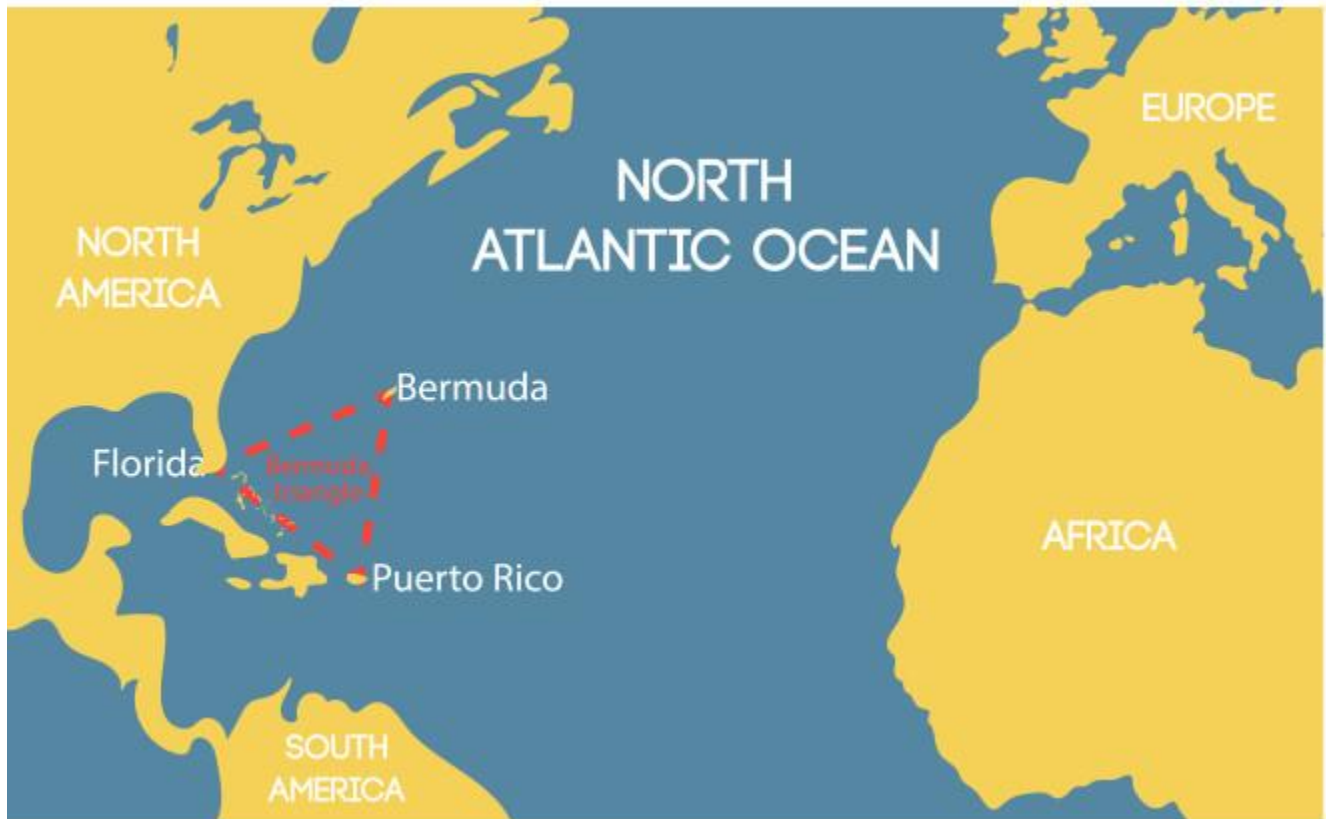 EUROPE
NORTH
ATLANTIC OCEAN
NORTH
AMERICA
Bermuda
Florida
Bermuda
triangle
AFRICA
Puerto Rico
SOUTH
AMERICA